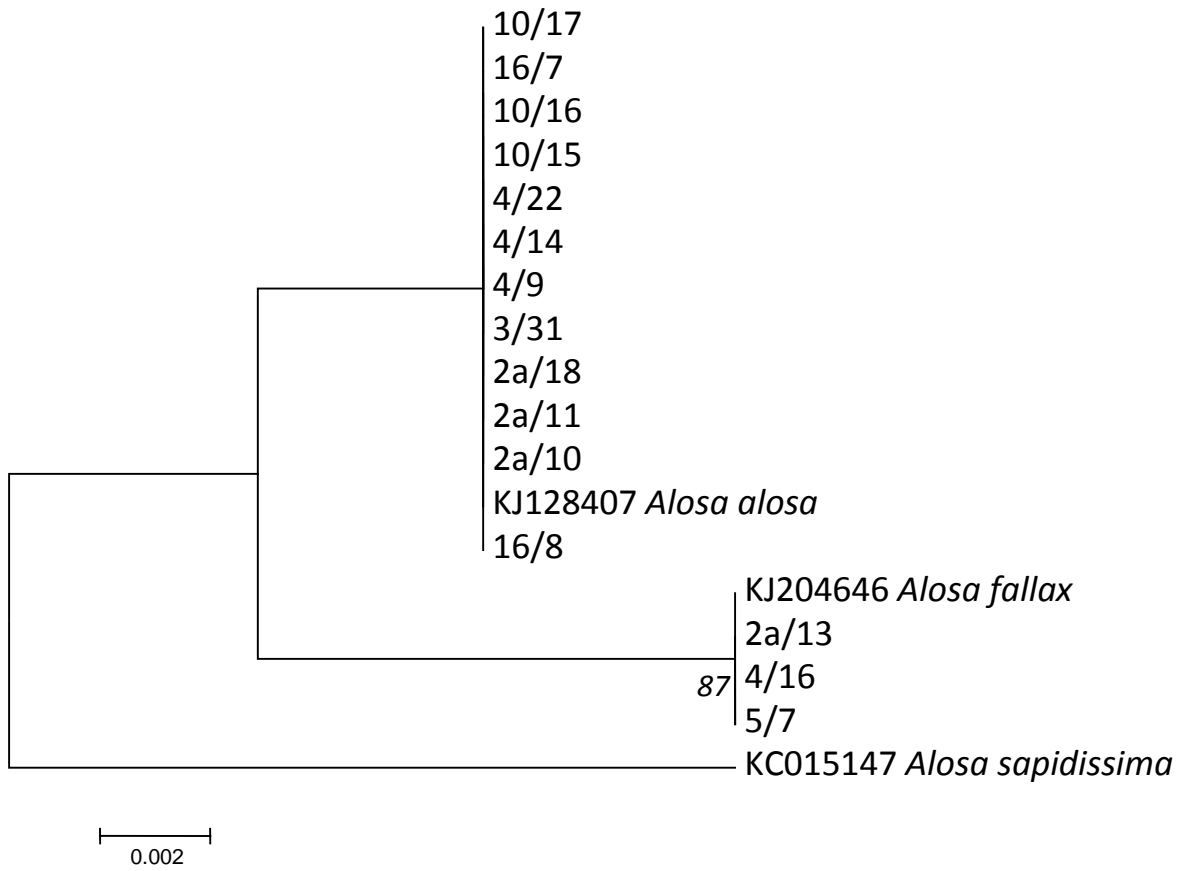 10/17
16/7
10/16
10/15
4/22
4/14
4/9
3/31
2a/18
2a/11
2a/10
KJ128407 Alosa alosa
16/8
KJ204646 Alosa fallax
2a/13
4/16
87
5/7
KC015147 Alosa sapidissima
0.002